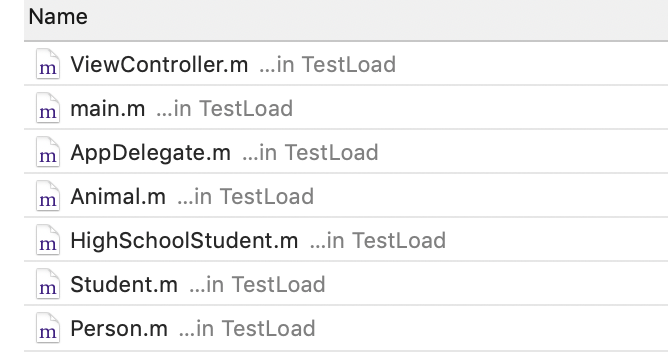 Name
m ViewController.m ...in TestLoad
m main.m ...in TestLoad
m AppDelegate.m ...in TestLoad
m Animal.m ...in TestLoad
m HighSchoolStudent.m ...in TestLoad
m Student.m ...in TestLoad
m Person.m ...in TestLoad